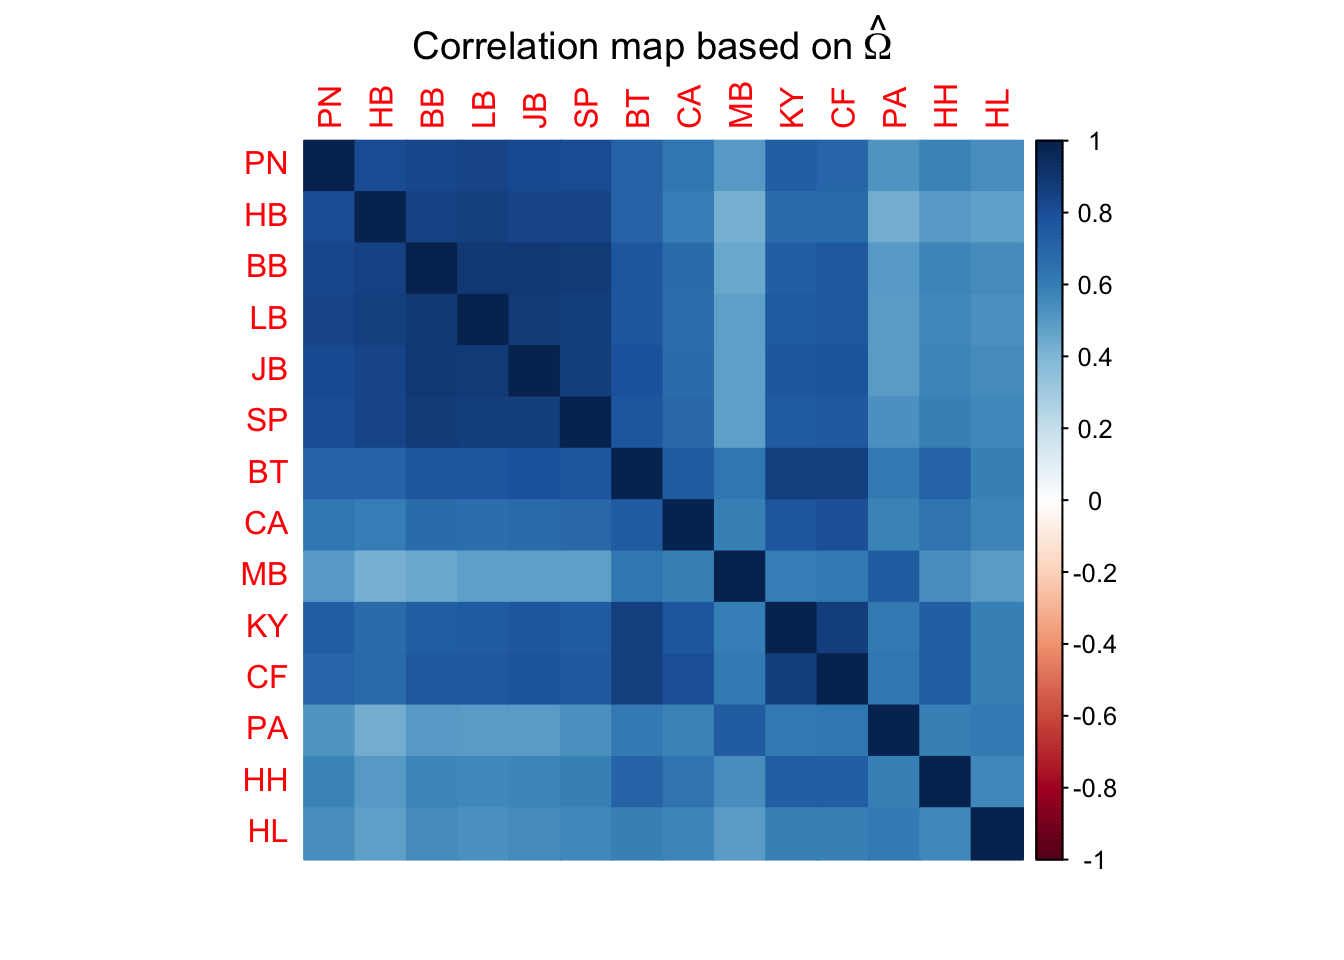 Correlation map based on Ω̂
PN HB BB LB JB SP BT CA MB KY CF PA HH HL
PN
HB
BB
LB
JB
SP
BT
CA
MB
KY
CF
PA
HH
HL
1
0.8
0.6
0.4
0.2
0
-0.2
-0.4
-0.6
-0.8
-1